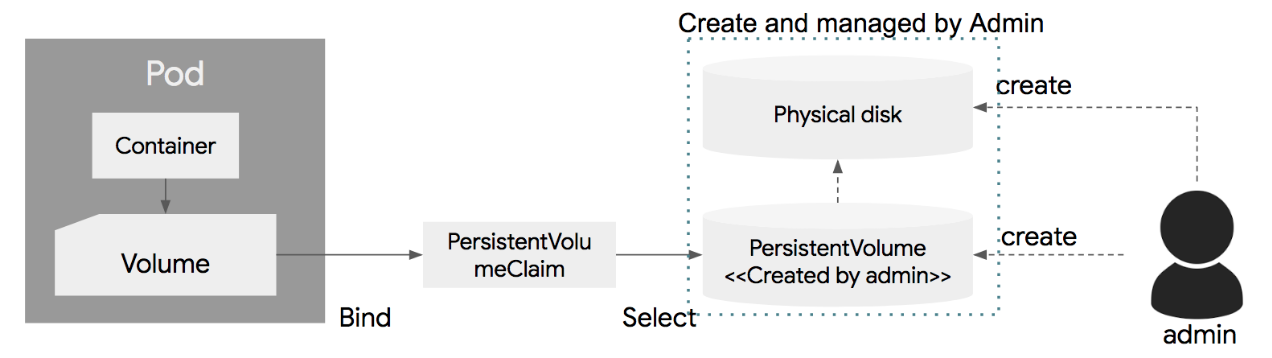 Create and managed by Admin
Pod
create
Container
Physical disk
Volume
PersistentVolu
meClaim
PersistentVolume
<<Created by admin>>
create
Bind
Select
admin